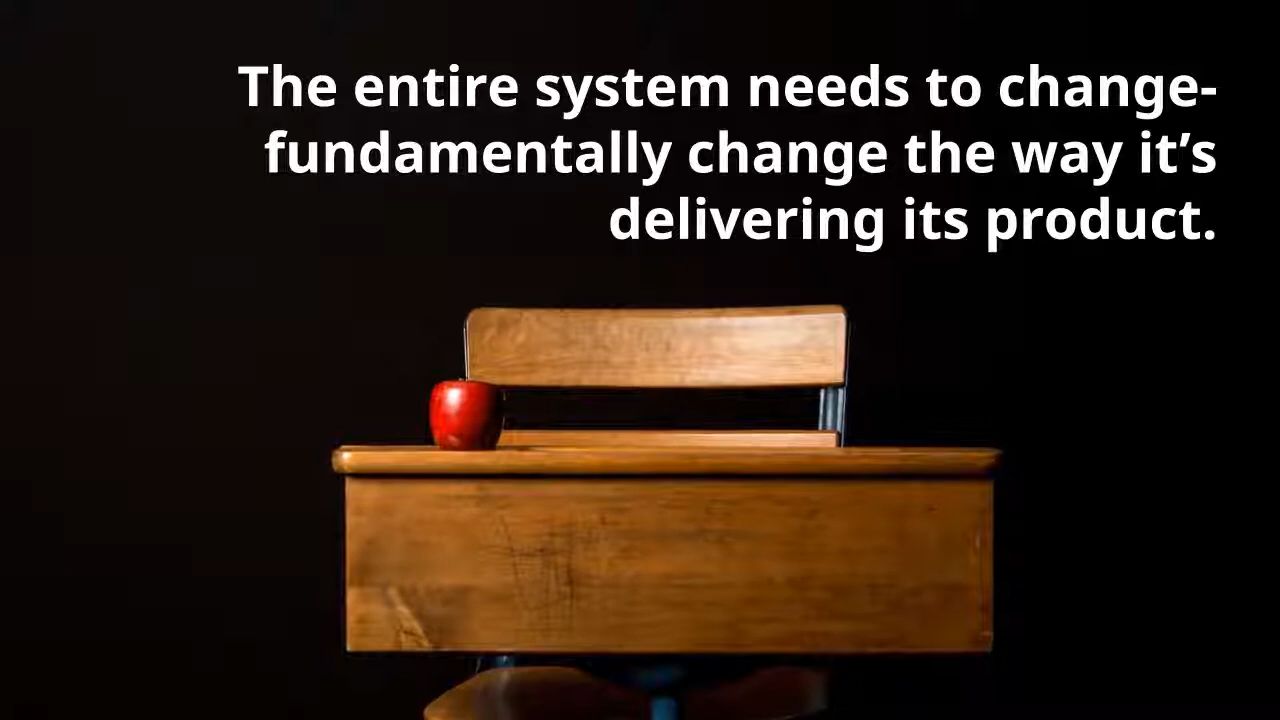 The entire system needs to change-
fundamentally change the way it’s
delivering its product.